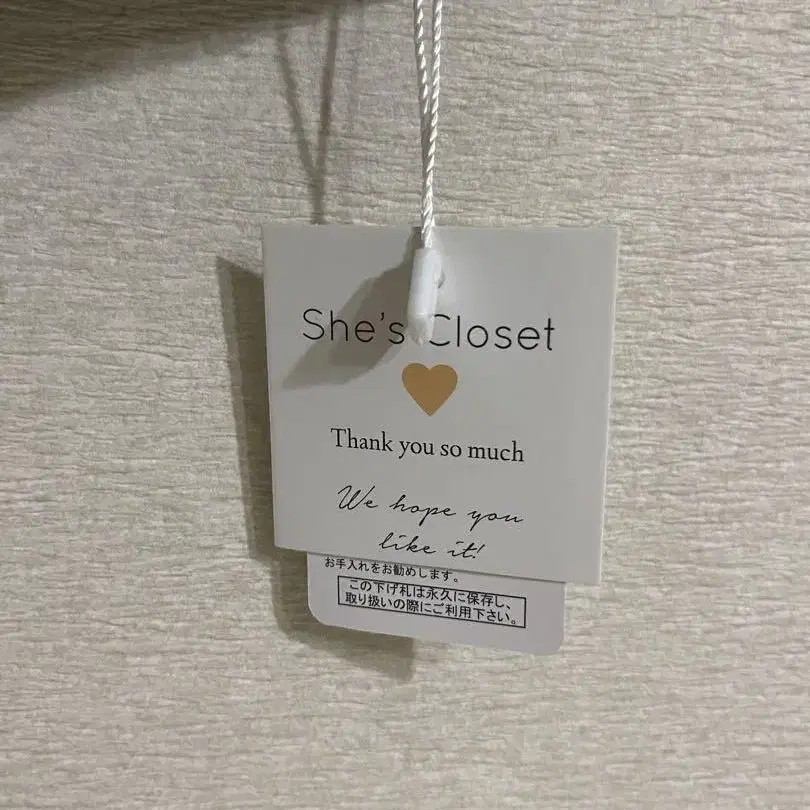 She's Closet
Thank you so much
We hope you
like it!
お手入れをお勧めします。
この下げ札は永久に保存し、
取り扱いの際にご利用下さい。